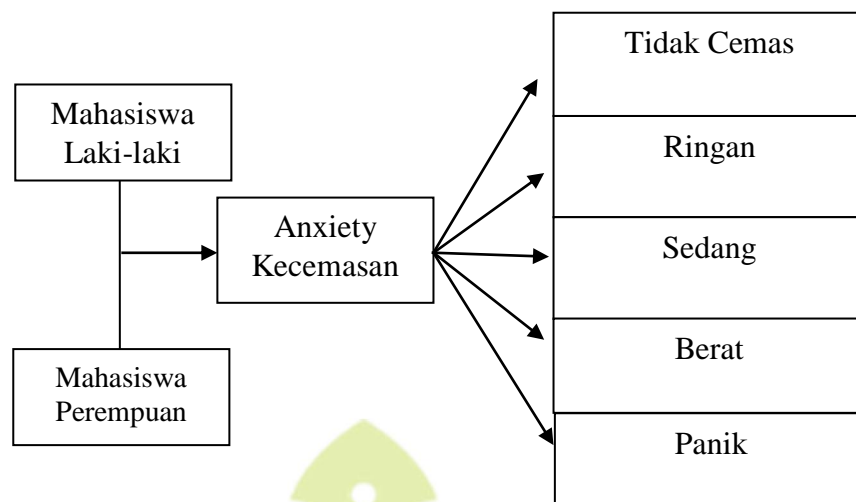 Mahasiswa
Laki-laki
Mahasiswa
Perempuan
Anxiety
Kecemasan
Tidak Cemas
Ringan
Sedang
Berat
Panik